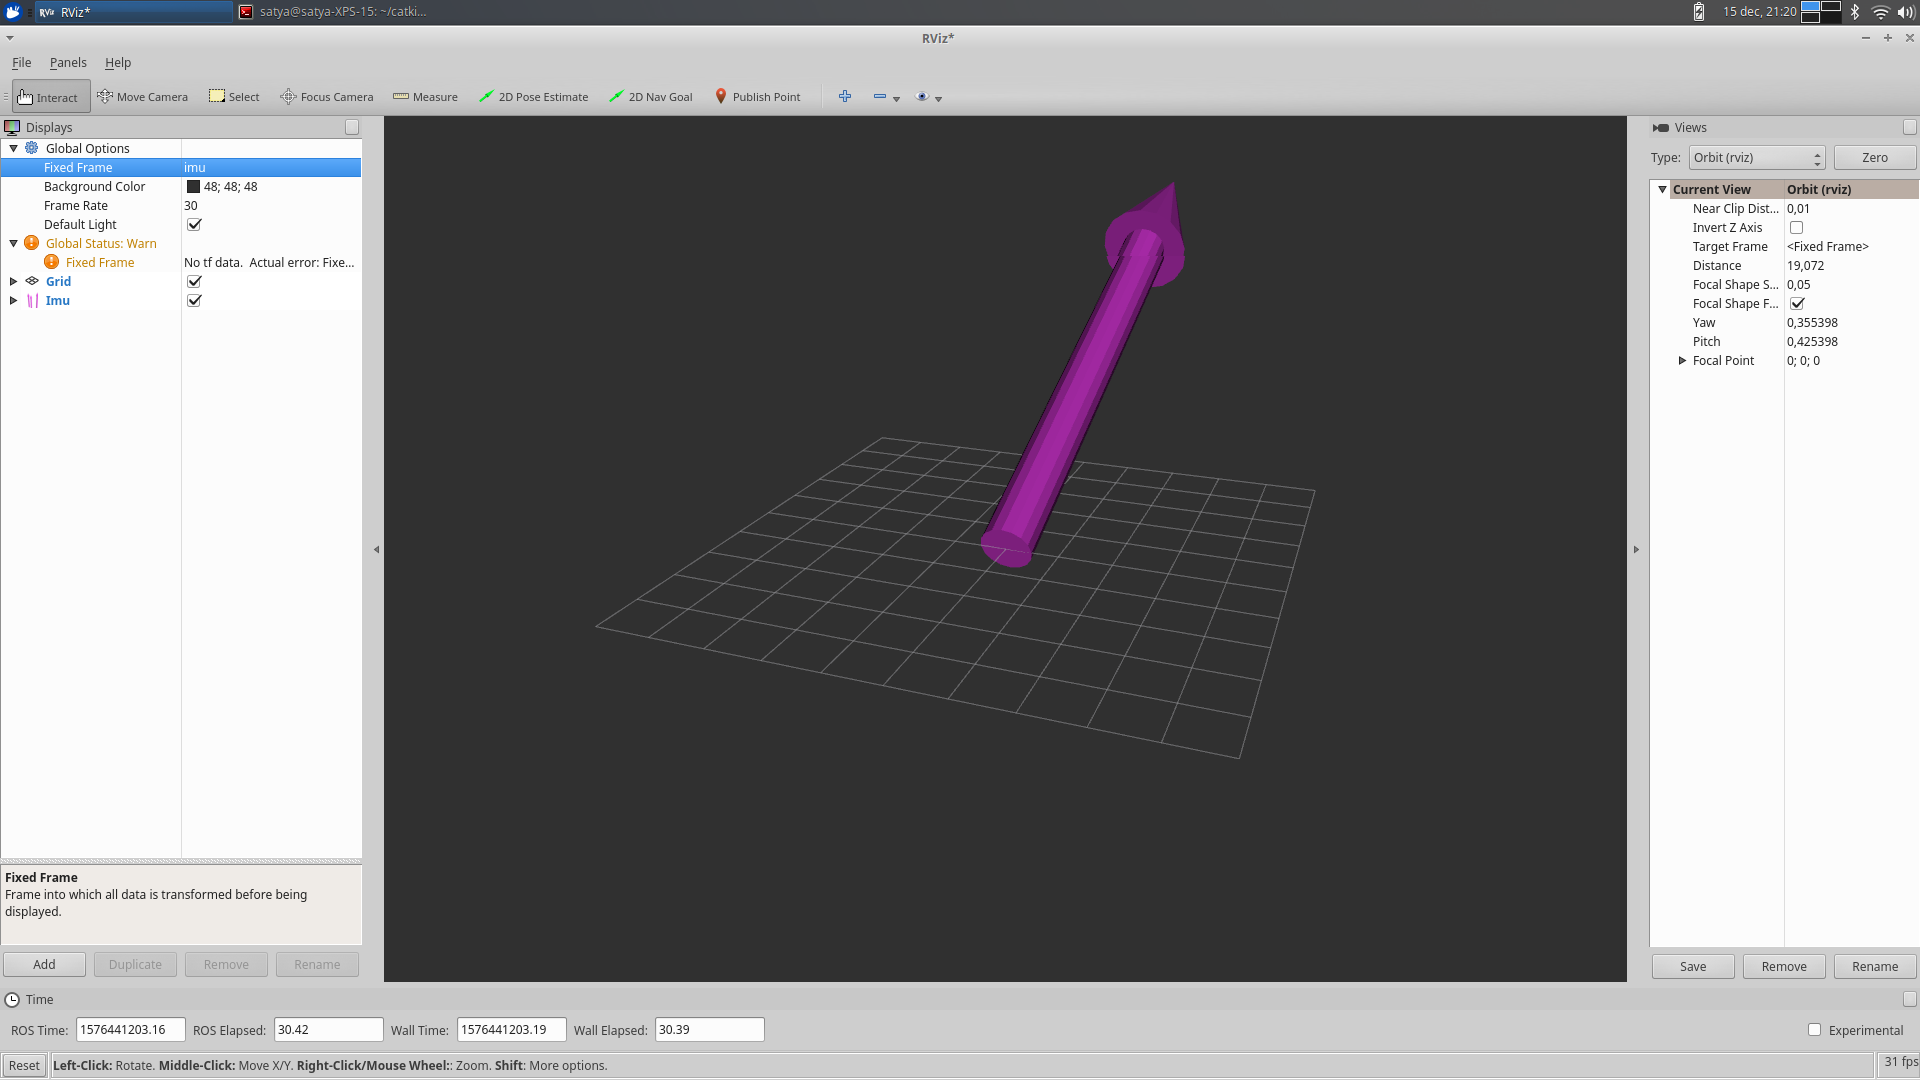 RViz*
satya@satya-XPS-15: ~/catki...
15 dec, 21:20
RViz*
File Panels Help
Interact Move Camera Select Focus Camera Measure 2D Pose Estimate 2D Nav Goal Publish Point
Displays
Global Options
Fixed Frame imu
Background Color 48; 48; 48
Frame Rate 30
Default Light
Global Status: Warn
Fixed Frame No tf data. Actual error: Fixe...
Grid
Imu
Fixed Frame
Frame into which all data is transformed before being
displayed.
Add Duplicate Remove Rename
Views
Type: Orbit (rviz) Zero
Current View Orbit (rviz)
Near Clip Dist... 0,01
Invert Z Axis
Target Frame <Fixed Frame>
Distance 19,072
Focal Shape S... 0,05
Focal Shape F...
Yaw 0,355398
Pitch 0,425398
Focal Point 0; 0; 0
Save Remove Rename
Time
ROS Time: 1576441203.16 ROS Elapsed: 30.42 Wall Time: 1576441203.19 Wall Elapsed: 30.39 Experimental
Reset Left-Click: Rotate. Middle-Click: Move X/Y. Right-Click/Mouse Wheel:: Zoom. Shift: More options. 31 fps